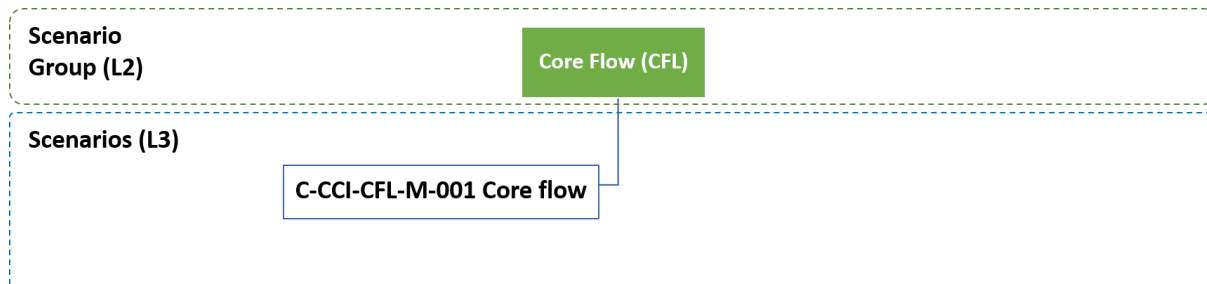 Scenario
Group (L2)
Core Flow (CFL)
Scenarios (L3)
C-CCI-CFL-M-001 Core flow